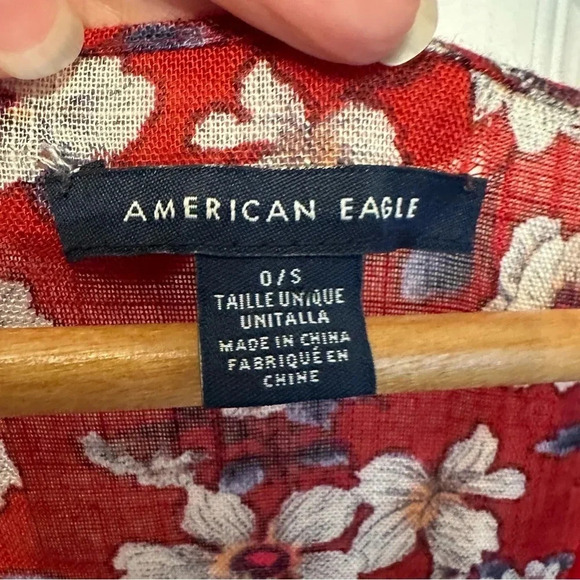 AMERICAN EAGLE
O/S
TAILLE UNIQUE
UNITALLA
MADE IN CHINA
FABRIQUÉ EN
CHINE